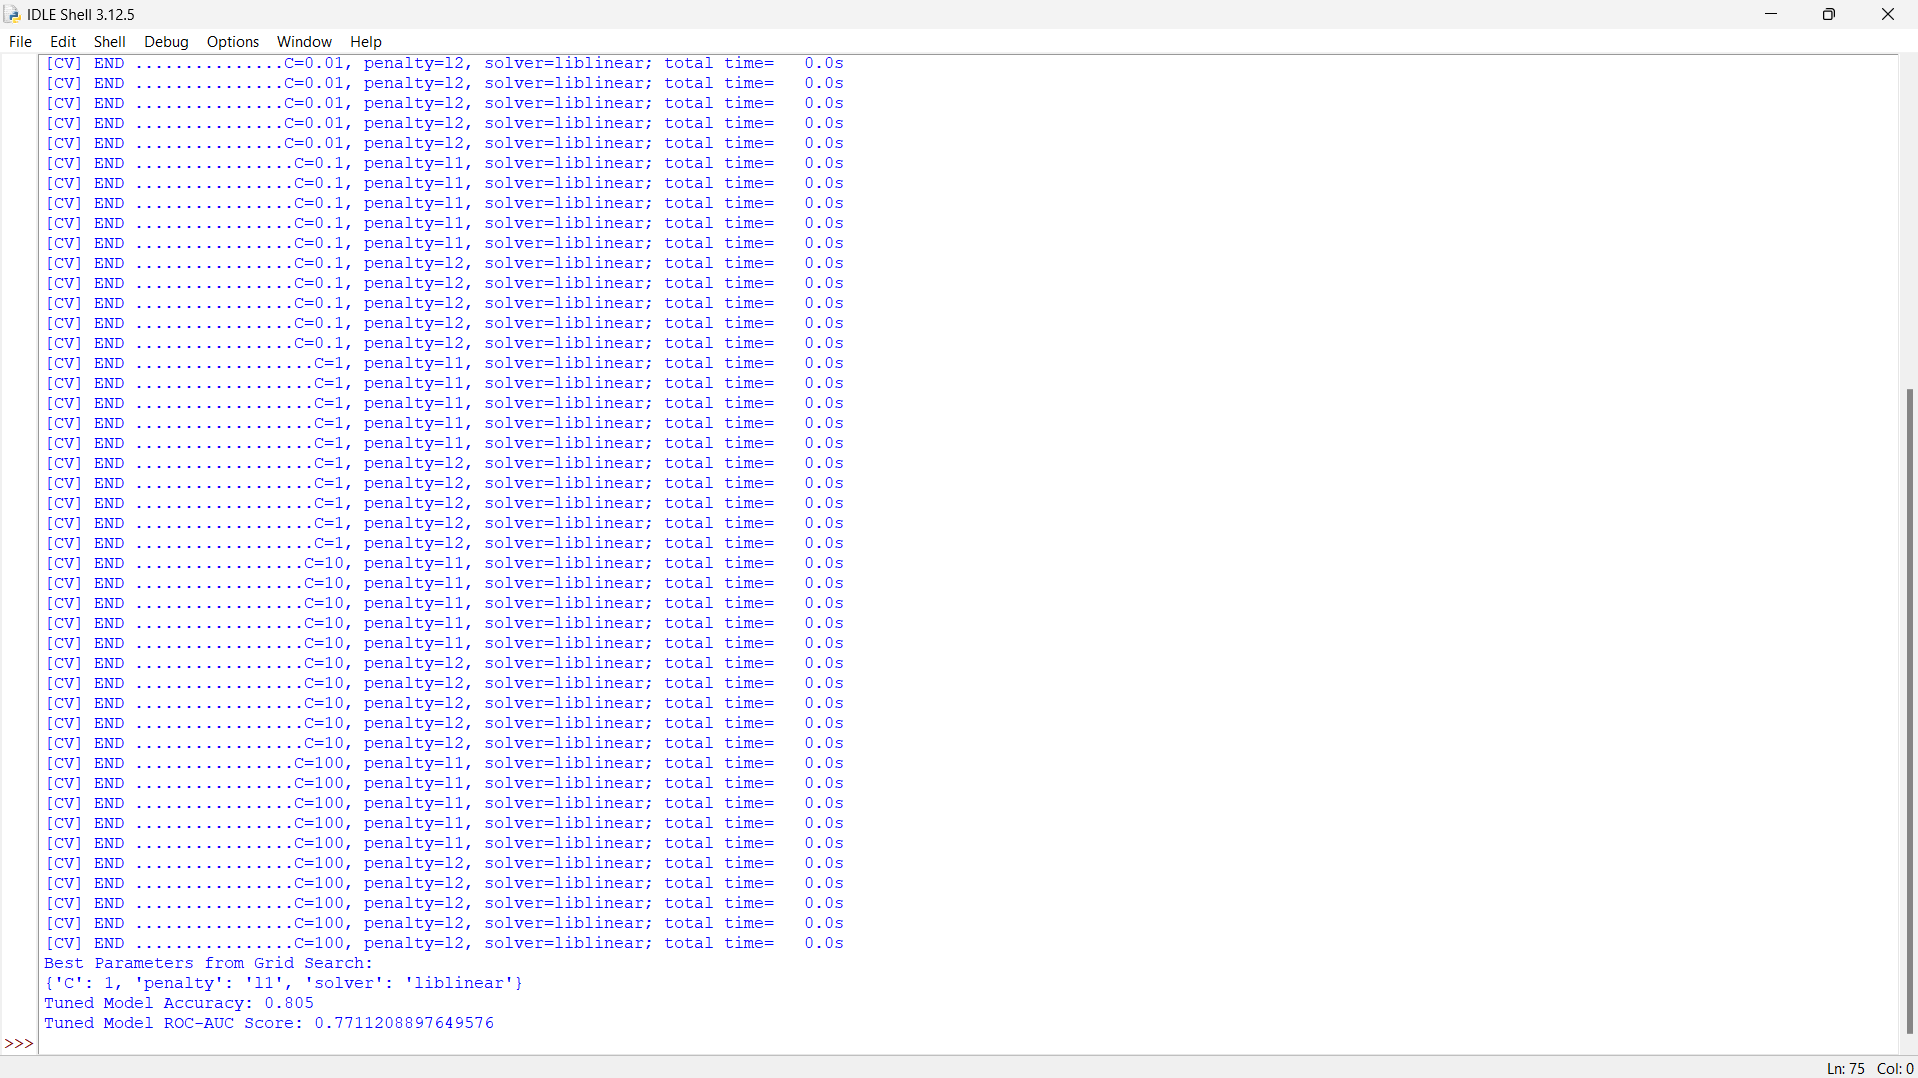 IDLE Shell 3.12.5
File Edit Shell Debug Options Window Help
[CV] END ...............C=0.01, penalty=l2, solver=liblinear; total time=   0.0s
[CV] END ...............C=0.01, penalty=l2, solver=liblinear; total time=   0.0s
[CV] END ...............C=0.01, penalty=l2, solver=liblinear; total time=   0.0s
[CV] END ...............C=0.01, penalty=l2, solver=liblinear; total time=   0.0s
[CV] END ...............C=0.01, penalty=l2, solver=liblinear; total time=   0.0s
[CV] END ................C=0.1, penalty=l1, solver=liblinear; total time=   0.0s
[CV] END ................C=0.1, penalty=l1, solver=liblinear; total time=   0.0s
[CV] END ................C=0.1, penalty=l1, solver=liblinear; total time=   0.0s
[CV] END ................C=0.1, penalty=l1, solver=liblinear; total time=   0.0s
[CV] END ................C=0.1, penalty=l1, solver=liblinear; total time=   0.0s
[CV] END ................C=0.1, penalty=l2, solver=liblinear; total time=   0.0s
[CV] END ................C=0.1, penalty=l2, solver=liblinear; total time=   0.0s
[CV] END ................C=0.1, penalty=l2, solver=liblinear; total time=   0.0s
[CV] END ................C=0.1, penalty=l2, solver=liblinear; total time=   0.0s
[CV] END ................C=0.1, penalty=l2, solver=liblinear; total time=   0.0s
[CV] END ..................C=1, penalty=l1, solver=liblinear; total time=   0.0s
[CV] END ..................C=1, penalty=l1, solver=liblinear; total time=   0.0s
[CV] END ..................C=1, penalty=l1, solver=liblinear; total time=   0.0s
[CV] END ..................C=1, penalty=l1, solver=liblinear; total time=   0.0s
[CV] END ..................C=1, penalty=l1, solver=liblinear; total time=   0.0s
[CV] END ..................C=1, penalty=l2, solver=liblinear; total time=   0.0s
[CV] END ..................C=1, penalty=l2, solver=liblinear; total time=   0.0s
[CV] END ..................C=1, penalty=l2, solver=liblinear; total time=   0.0s
[CV] END ..................C=1, penalty=l2, solver=liblinear; total time=   0.0s
[CV] END ..................C=1, penalty=l2, solver=liblinear; total time=   0.0s
[CV] END .................C=10, penalty=l1, solver=liblinear; total time=   0.0s
[CV] END .................C=10, penalty=l1, solver=liblinear; total time=   0.0s
[CV] END .................C=10, penalty=l1, solver=liblinear; total time=   0.0s
[CV] END .................C=10, penalty=l1, solver=liblinear; total time=   0.0s
[CV] END .................C=10, penalty=l1, solver=liblinear; total time=   0.0s
[CV] END .................C=10, penalty=l2, solver=liblinear; total time=   0.0s
[CV] END .................C=10, penalty=l2, solver=liblinear; total time=   0.0s
[CV] END .................C=10, penalty=l2, solver=liblinear; total time=   0.0s
[CV] END .................C=10, penalty=l2, solver=liblinear; total time=   0.0s
[CV] END .................C=10, penalty=l2, solver=liblinear; total time=   0.0s
[CV] END ................C=100, penalty=l1, solver=liblinear; total time=   0.0s
[CV] END ................C=100, penalty=l1, solver=liblinear; total time=   0.0s
[CV] END ................C=100, penalty=l1, solver=liblinear; total time=   0.0s
[CV] END ................C=100, penalty=l1, solver=liblinear; total time=   0.0s
[CV] END ................C=100, penalty=l1, solver=liblinear; total time=   0.0s
[CV] END ................C=100, penalty=l2, solver=liblinear; total time=   0.0s
[CV] END ................C=100, penalty=l2, solver=liblinear; total time=   0.0s
[CV] END ................C=100, penalty=l2, solver=liblinear; total time=   0.0s
[CV] END ................C=100, penalty=l2, solver=liblinear; total time=   0.0s
[CV] END ................C=100, penalty=l2, solver=liblinear; total time=   0.0s
Best Parameters from Grid Search:
{'C': 1, 'penalty': 'l1', 'solver': 'liblinear'}
Tuned Model Accuracy: 0.805
Tuned Model ROC-AUC Score: 0.7711208897649576
>>>
Ln: 75 Col: 0